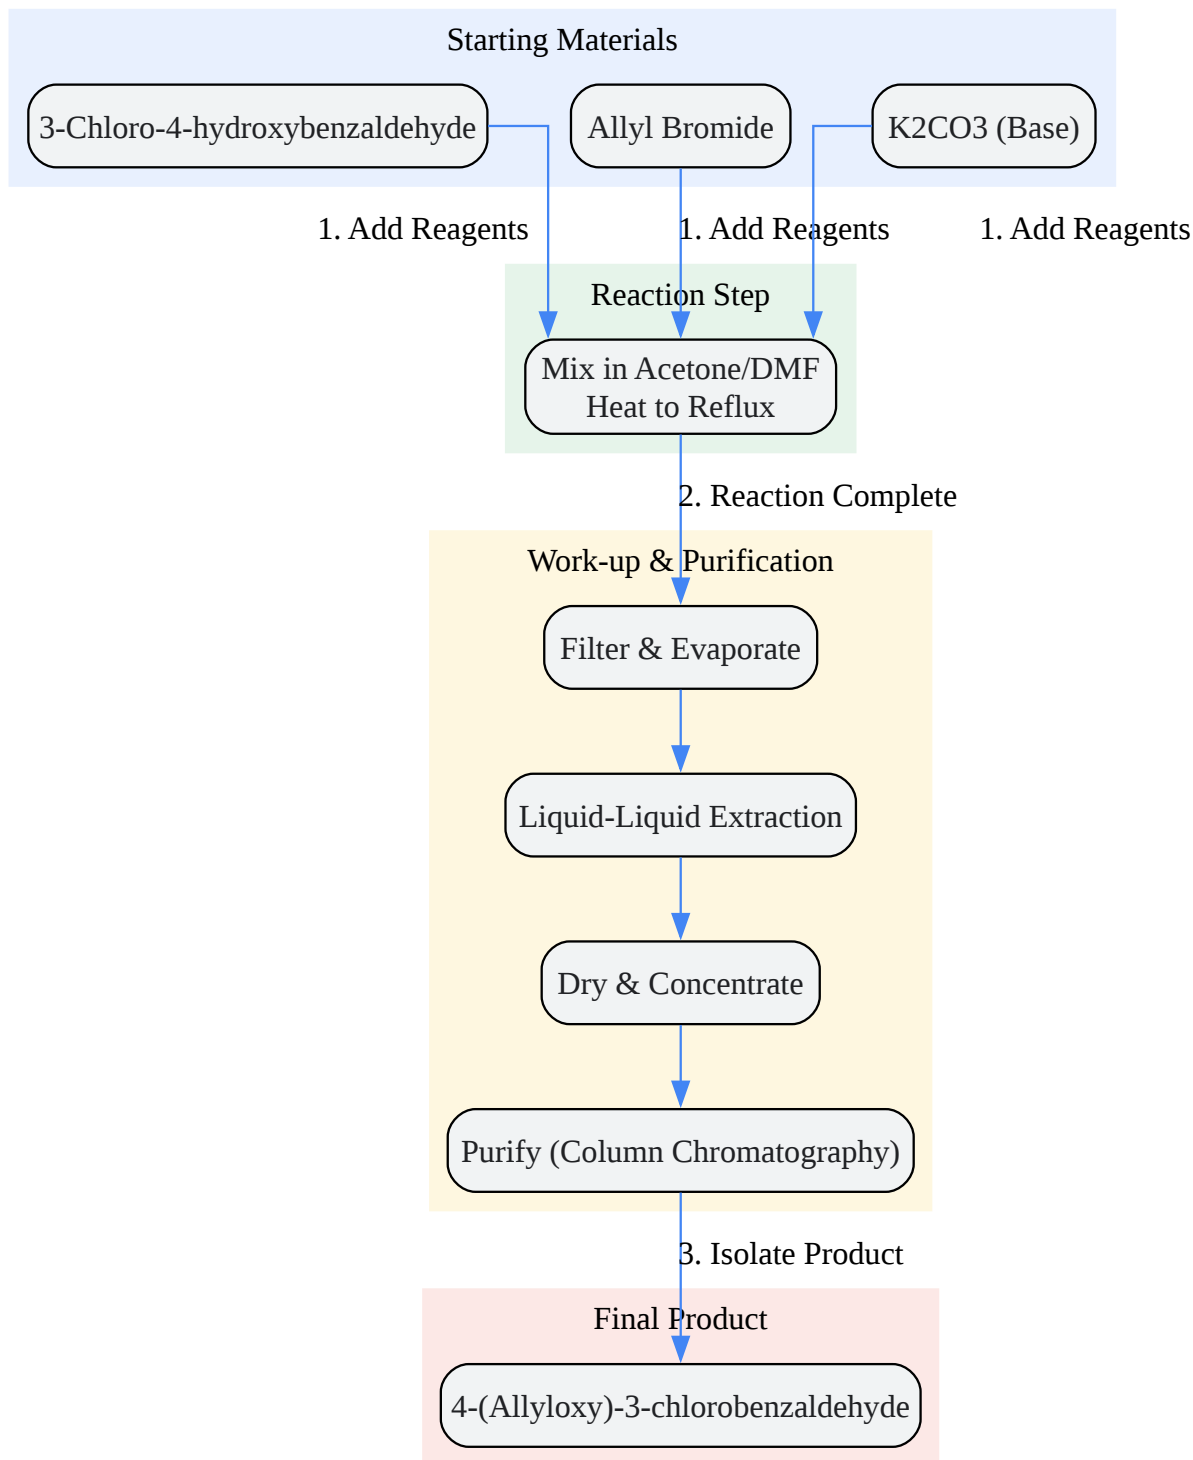 Starting Materials
3-Chloro-4-hydroxybenzaldehyde
Allyl Bromide
K2CO3 (Base)
1. Add Reagents
1. Add Reagents
1. Add Reagents
Reaction Step
Mix in Acetone/DMF
Heat to Reflux
2. Reaction Complete
Work-up & Purification
Filter & Evaporate
Liquid-Liquid Extraction
Dry & Concentrate
Purify (Column Chromatography)
3. Isolate Product
Final Product
4-(Allyloxy)-3-chlorobenzaldehyde